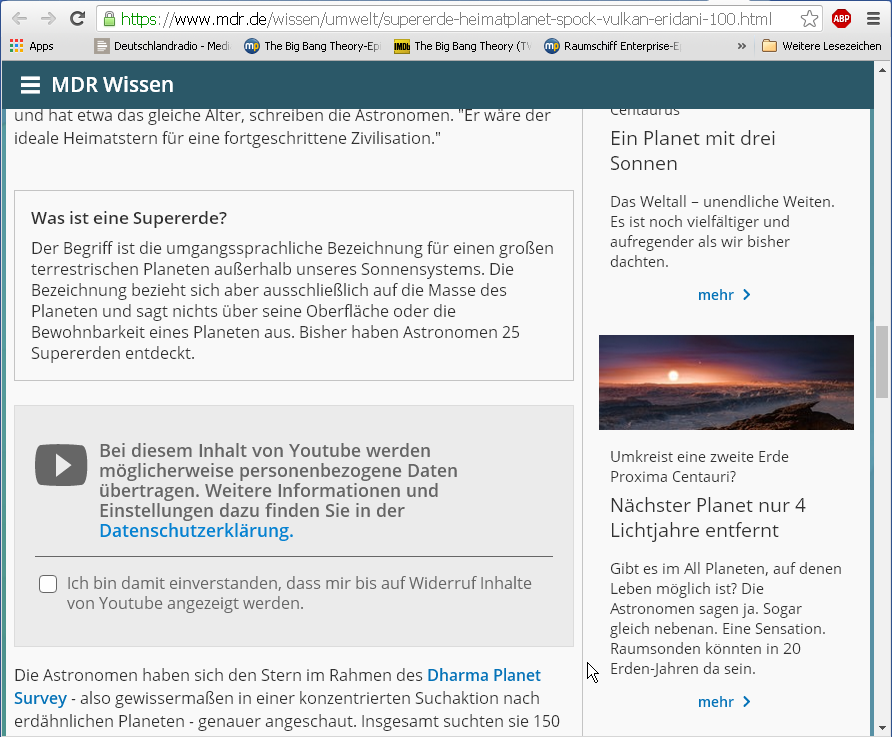 https://www.mdr.de/wissen/umwelt/supererde-heimatplanet-spock-vulkan-eridani-100.html
ABP
Apps
Deutschlandradio - Medi
mp
The Big Bang Theory-Epi
IMDb
The Big Bang Theory (TV
mp
Raumschiff Enterprise-Ep
»
Weitere Lesezeichen
MDR Wissen
und hat etwa das gleiche Alter, schreiben die Astronomen. "Er wäre der
ideale Heimatstern für eine fortgeschrittene Zivilisation."
Was ist eine Supererde?
Der Begriff ist die umgangssprachliche Bezeichnung für einen großen
terrestrischen Planeten außerhalb unseres Sonnensystems. Die
Bezeichnung bezieht sich aber ausschließlich auf die Masse des
Planeten und sagt nichts über seine Oberfläche oder die
Bewohnbarkeit eines Planeten aus. Bisher haben Astronomen 25
Supererden entdeckt.
Bei diesem Inhalt von Youtube werden
möglicherweise personenbezogene Daten
übertragen. Weitere Informationen und
Einstellungen dazu finden Sie in der
Datenschutzerklärung.
Ich bin damit einverstanden, dass mir bis auf Widerruf Inhalte
von Youtube angezeigt werden.
Die Astronomen haben sich den Stern im Rahmen des Dharma Planet
Survey - also gewissermaßen in einer konzentrierten Suchaktion nach
erdähnlichen Planeten - genauer angeschaut. Insgesamt suchten sie 150
Centaurus
Ein Planet mit drei
Sonnen
Das Weltall – unendliche Weiten.
Es ist noch vielfältiger und
aufregender als wir bisher
dachten.
mehr
Umkreist eine zweite Erde
Proxima Centauri?
Nächster Planet nur 4
Lichtjahre entfernt
Gibt es im All Planeten, auf denen
Leben möglich ist? Die
Astronomen sagen ja. Sogar
gleich nebenan. Eine Sensation.
Raumsonden könnten in 20
Erden-Jahren da sein.
mehr